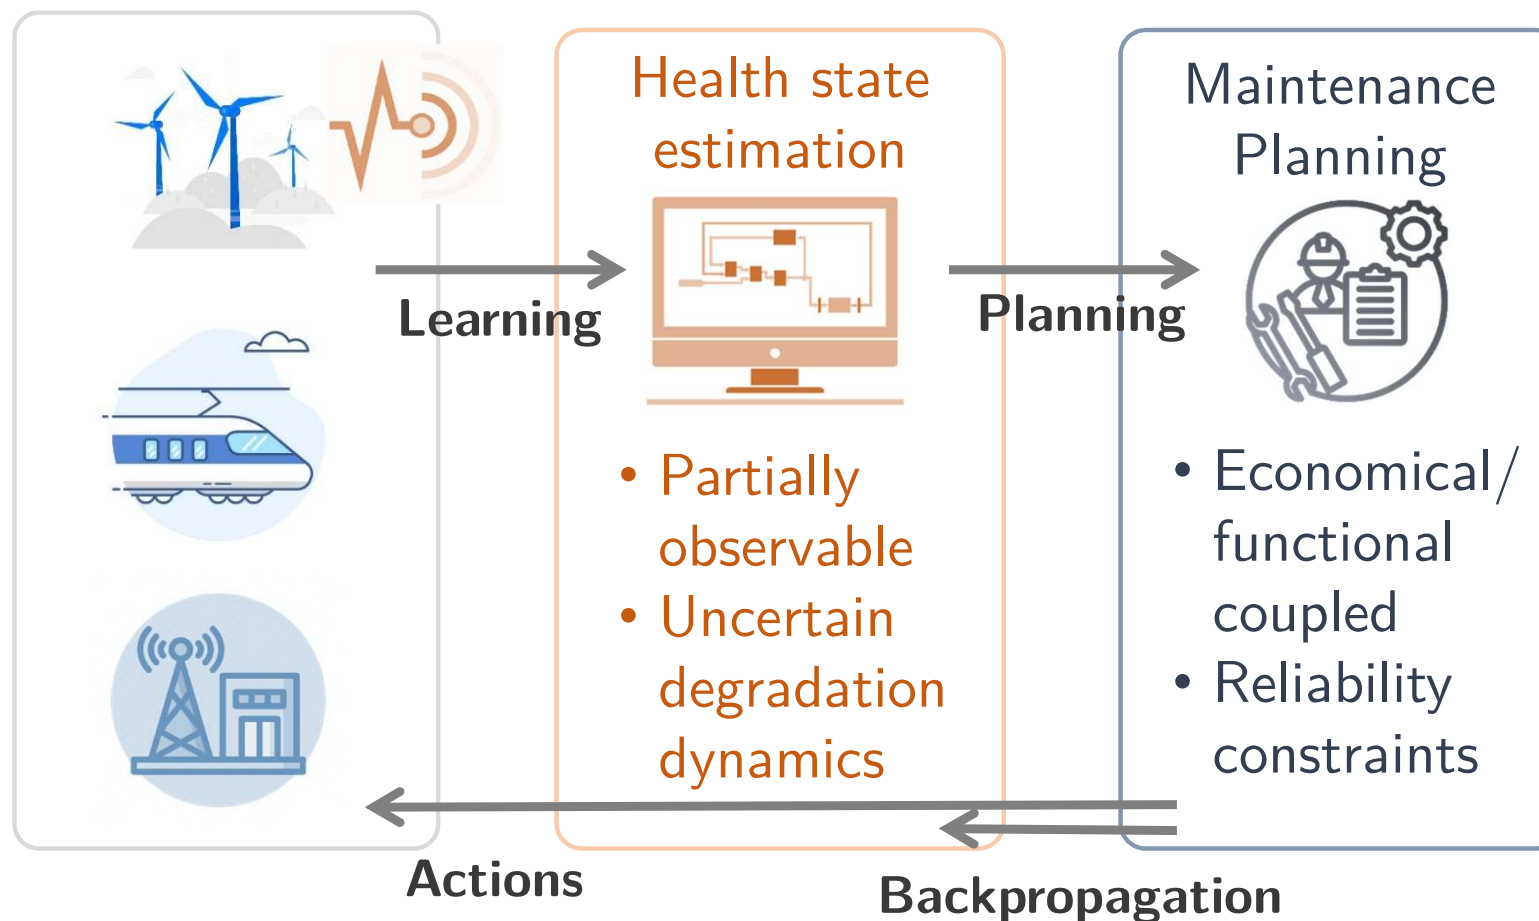 Health state
estimation
Maintenance
Planning
Learning
Planning
• Partially
observable
• Uncertain
degradation
dynamics
• Economical/
functional
coupled
• Reliability
constraints
Actions
Backpropagation